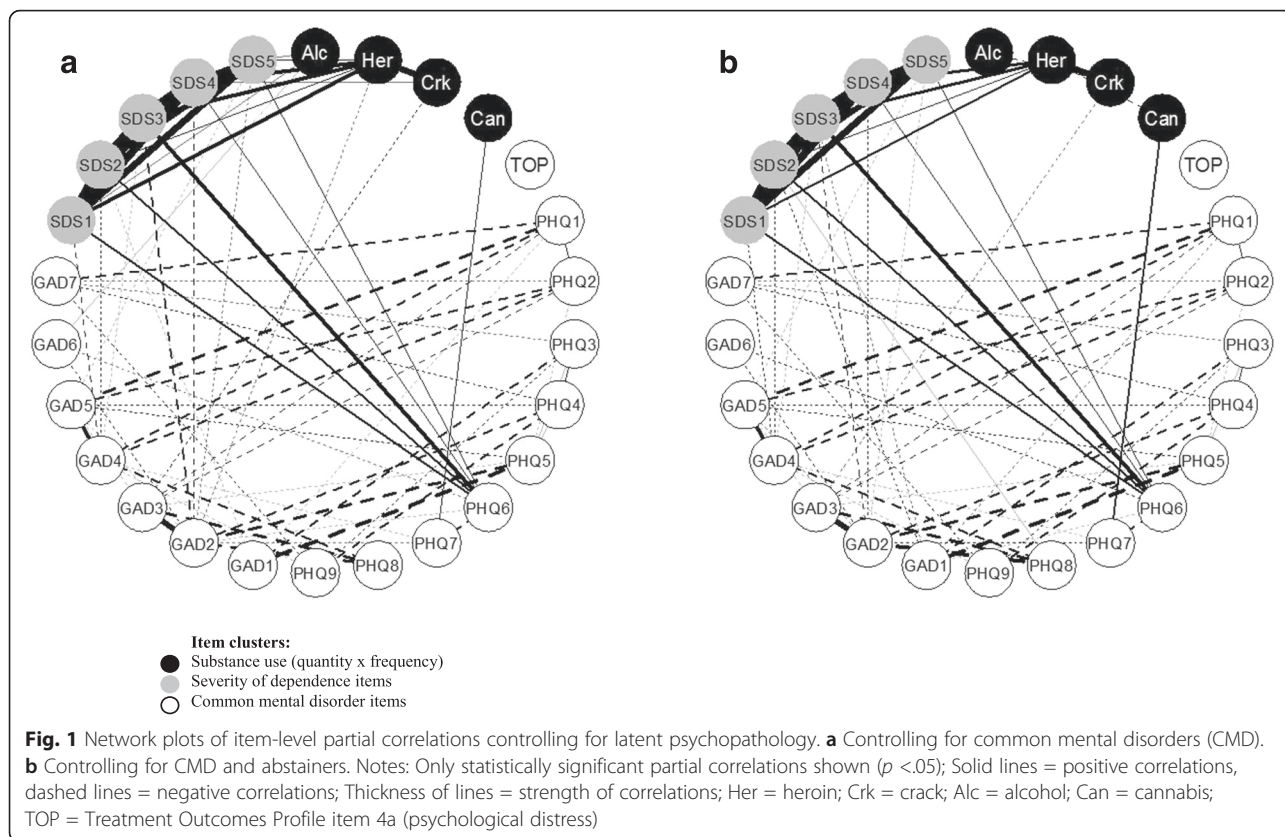 a
Alc
Her
Crk
Can
TOP
PHQ1
PHQ2
PHQ3
PHQ4
PHQ5
PHQ6
PHQ7
PHQ8
PHQ9
GAD1
GAD2
GAD3
GAD4
GAD5
GAD6
GAD7
SDS1
SDS2
SDS3
SDS4
SDS5
b
Alc
Her
Crk
Can
TOP
PHQ1
PHQ2
PHQ3
PHQ4
PHQ5
PHQ6
PHQ7
PHQ8
PHQ9
GAD1
GAD2
GAD3
GAD4
GAD5
GAD6
GAD7
SDS1
SDS2
SDS3
SDS4
SDS5
Item clusters:
Substance use (quantity x frequency)
Severity of dependence items
Common mental disorder items
Fig. 1 Network plots of item-level partial correlations controlling for latent psychopathology. a Controlling for common mental disorders (CMD).
b Controlling for CMD and abstainers. Notes: Only statistically significant partial correlations shown (p <.05); Solid lines = positive correlations,
dashed lines = negative correlations; Thickness of lines = strength of correlations; Her = heroin; Crk = crack; Alc = alcohol; Can = cannabis;
TOP = Treatment Outcomes Profile item 4a (psychological distress)